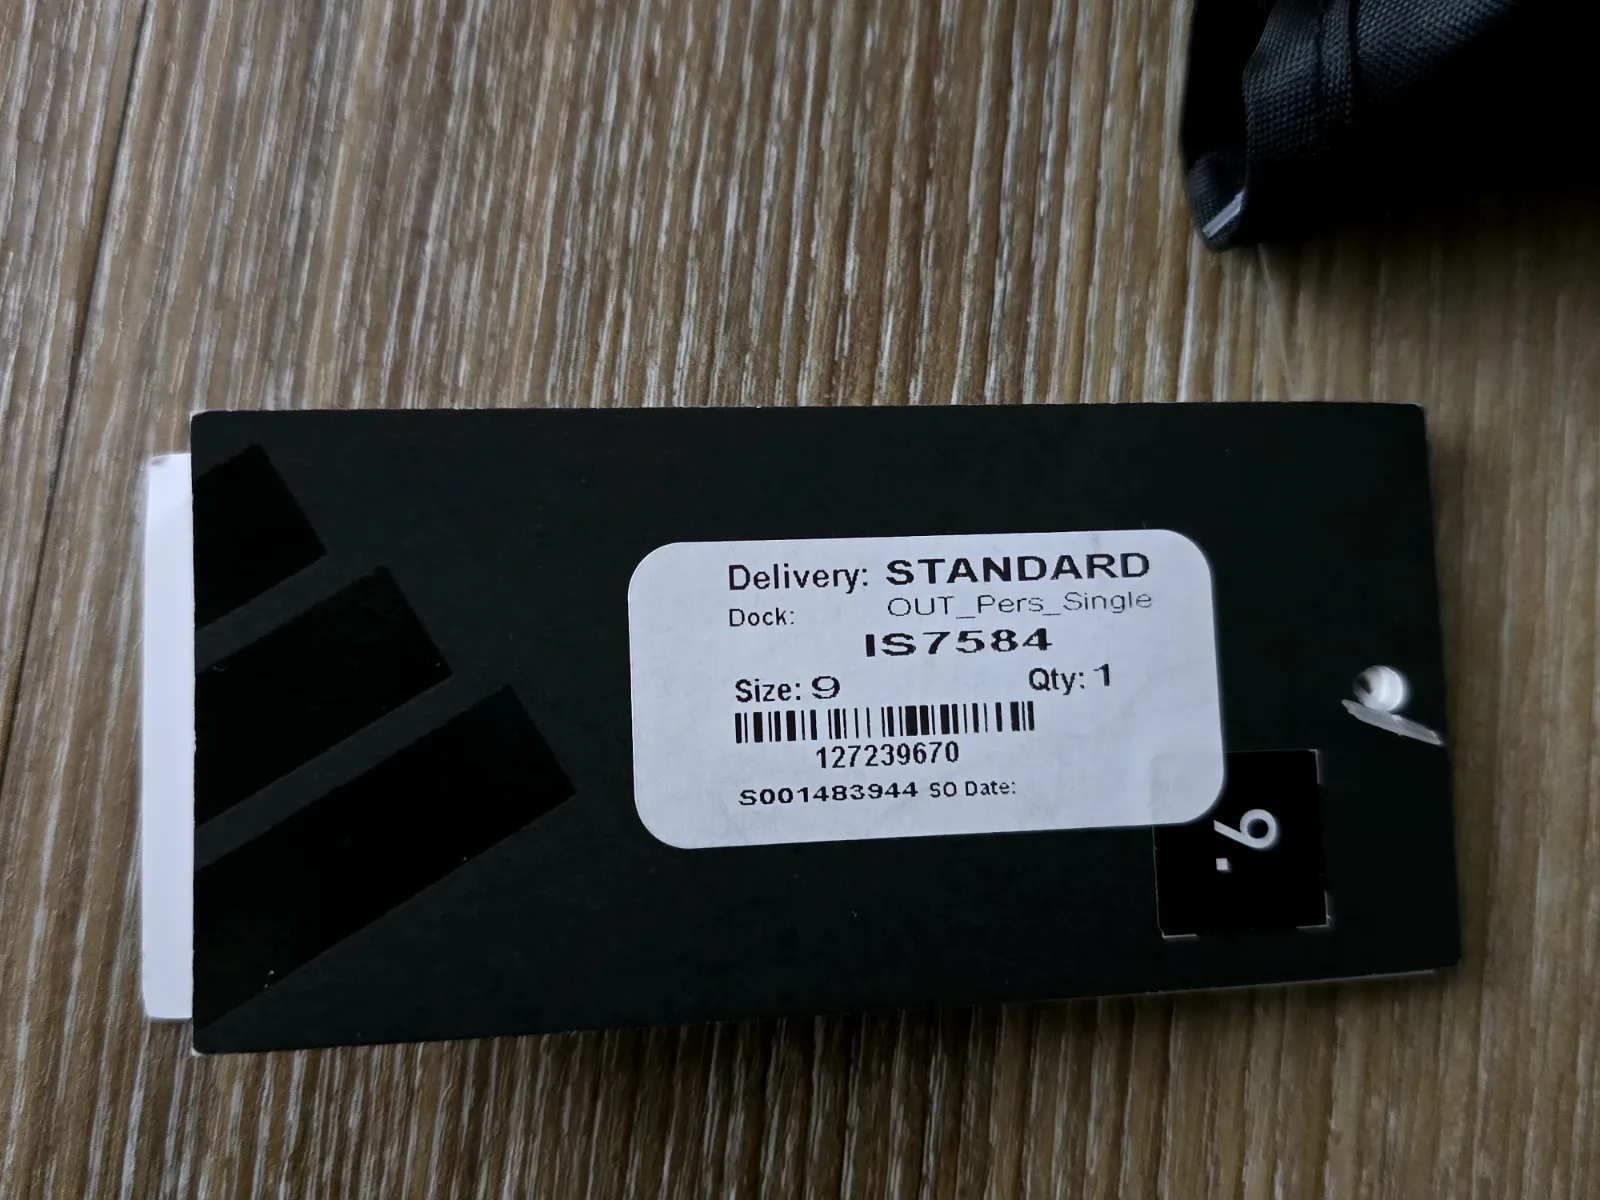 Delivery: STANDARD
Dock: OUT_Pers_Single
IS7584
Size: 9 Qty: 1
127239670
S001483944 SO Date:
9.